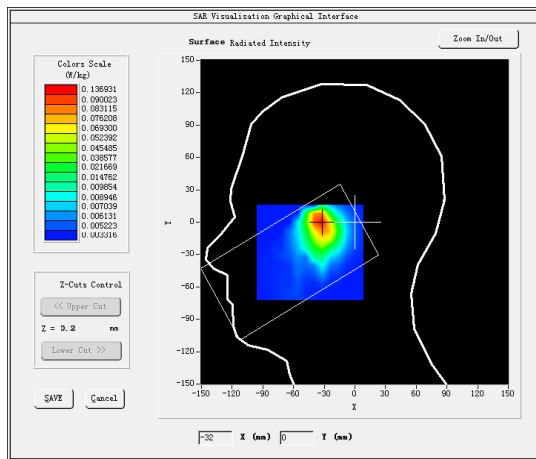 SAR Visualisation Graphical Interface
Surface Radiated Intensity
Zoom In/Out
Colors Scale
(W/kg)
0.136931
0.090023
0.083115
0.076208
0.069300
0.052392
0.045485
0.038577
0.021669
0.014762
0.009854
0.008946
0.007039
0.006131
0.005223
0.003316
Z-Cuts Control
<< Upper Cut
Z = 0.2 mm
Lower Cut >>
SAVE
Cancel
150
120
90
60
30
0
-30
-60
-90
-120
-150
Y
-150 -120 -90 -60 -30 0 30 60 90 120 150
X
-32 X (mm) 0 Y (mm)